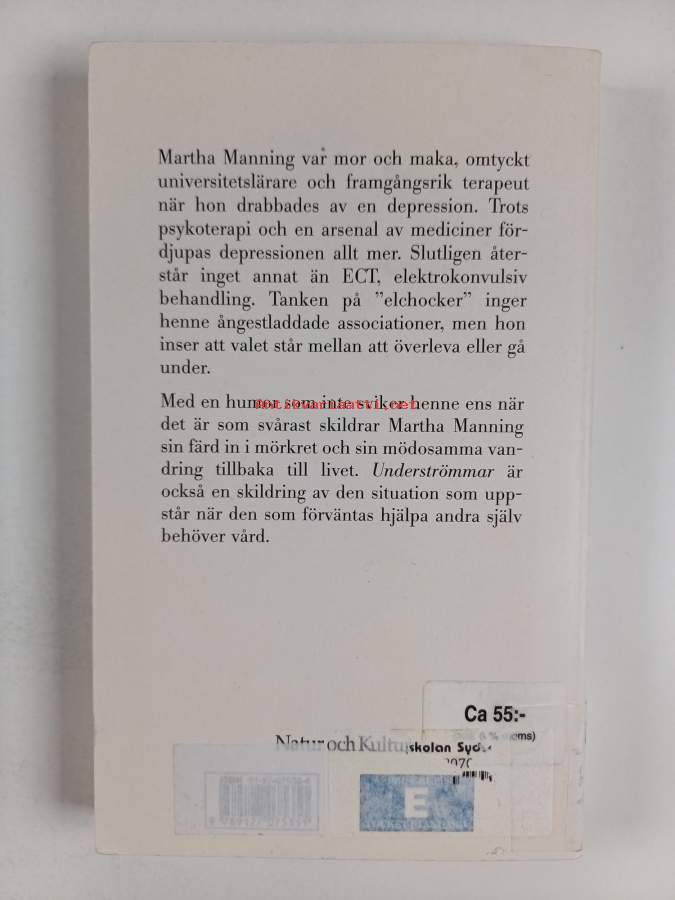 Martha Manning var mor och maka, omtyckt
universitetslärare och framgångsrik terapeut
när hon drabbades av en depression. Trots
psykoterapi och en arsenal av mediciner för-
djupas depressionen allt mer. Slutligen åter-
står inget annat än ECT, elektrokonvulsiv
behandling. Tanken på ”elchocker” inger
henne ångestladdade associationer, men hon
inser att valet står mellan att överleva eller gå
under.
Med en humor som inte sviker henne ens när
det är som svårast skildrar Martha Manning
sin färd in i mörkret och sin mödosamma van-
dring tillbaka till livet. Underströmmar är
också en skildring av den situation som upp-
står när den som förväntas hjälpa andra själv
behöver vård.
Ca 55:-
6 % moms)
Natur och Kultur
skolan Syd
E